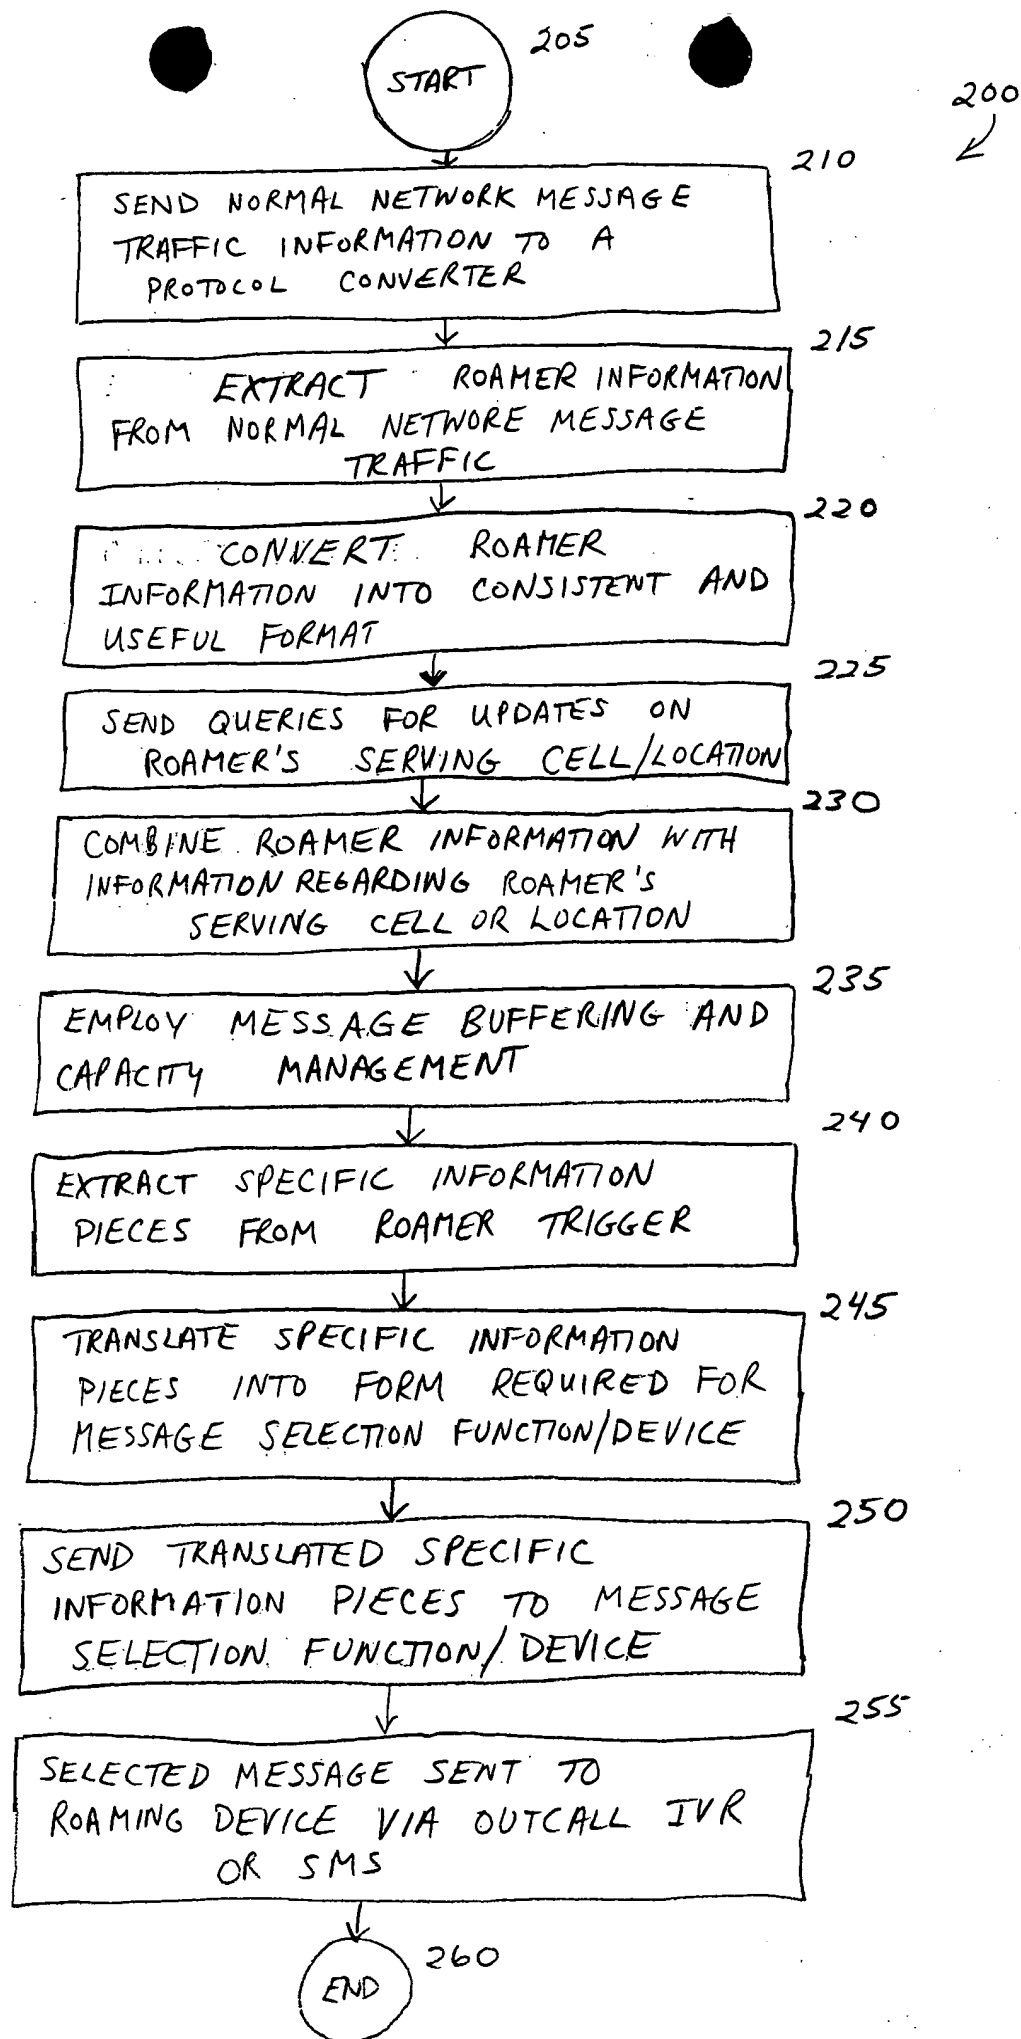 205
START
200
210
SEND NORMAL NETWORK MESSAGE
TRAFFIC INFORMATION TO A
PROTOCOL CONVERTER
215
EXTRACT ROAMER INFORMATION
FROM NORMAL NETWORE MESSAGE
TRAFFIC
220
CONVERT ROAMER
INFORMATION INTO CONSISTENT AND
USEFUL FORMAT
225
SEND QUERIES FOR UPDATES ON
ROAMER'S SERVING CELL/LOCATION
230
COMBINE ROAMER INFORMATION WITH
INFORMATION REGARDING ROAMER'S
SERVING CELL OR LOCATION
235
EMPLOY MESSAGE BUFFERING AND
CAPACITY MANAGEMENT
240
EXTRACT SPECIFIC INFORMATION
PIECES FROM ROAMER TRIGGER
245
TRANSLATE SPECIFIC INFORMATION
PIECES INTO FORM REQUIRED FOR
MESSAGE SELECTION FUNCTION/DEVICE
250
SEND TRANSLATED SPECIFIC
INFORMATION PIECES TO MESSAGE
SELECTION FUNCTION/DEVICE
255
SELECTED MESSAGE SENT TO
ROAMING DEVICE VIA OUTCALL IVR
OR SMS
260
END